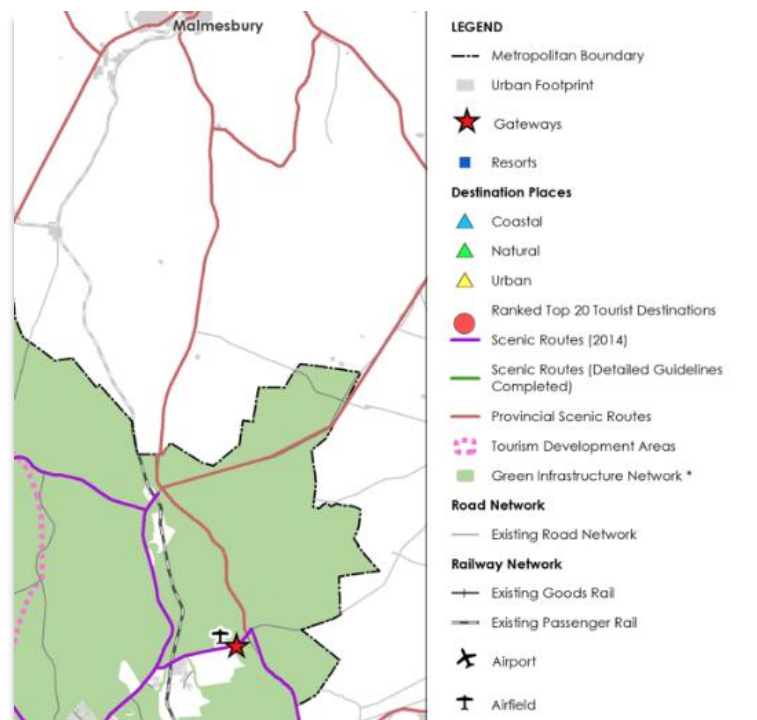 Malmesbury
LEGEND
Metropolitan Boundary
Urban Footprint
Gateways
Resorts
Destination Places
Coastal
Natural
Urban
Ranked Top 20 Tourist Destinations
Scenic Routes (2014)
Scenic Routes (Detailed Guidelines
Completed)
Provincial Scenic Routes
Tourism Development Areas
Green Infrastructure Network *
Road Network
Existing Road Network
Railway Network
Existing Goods Rail
Existing Passenger Rail
Airport
Airfield